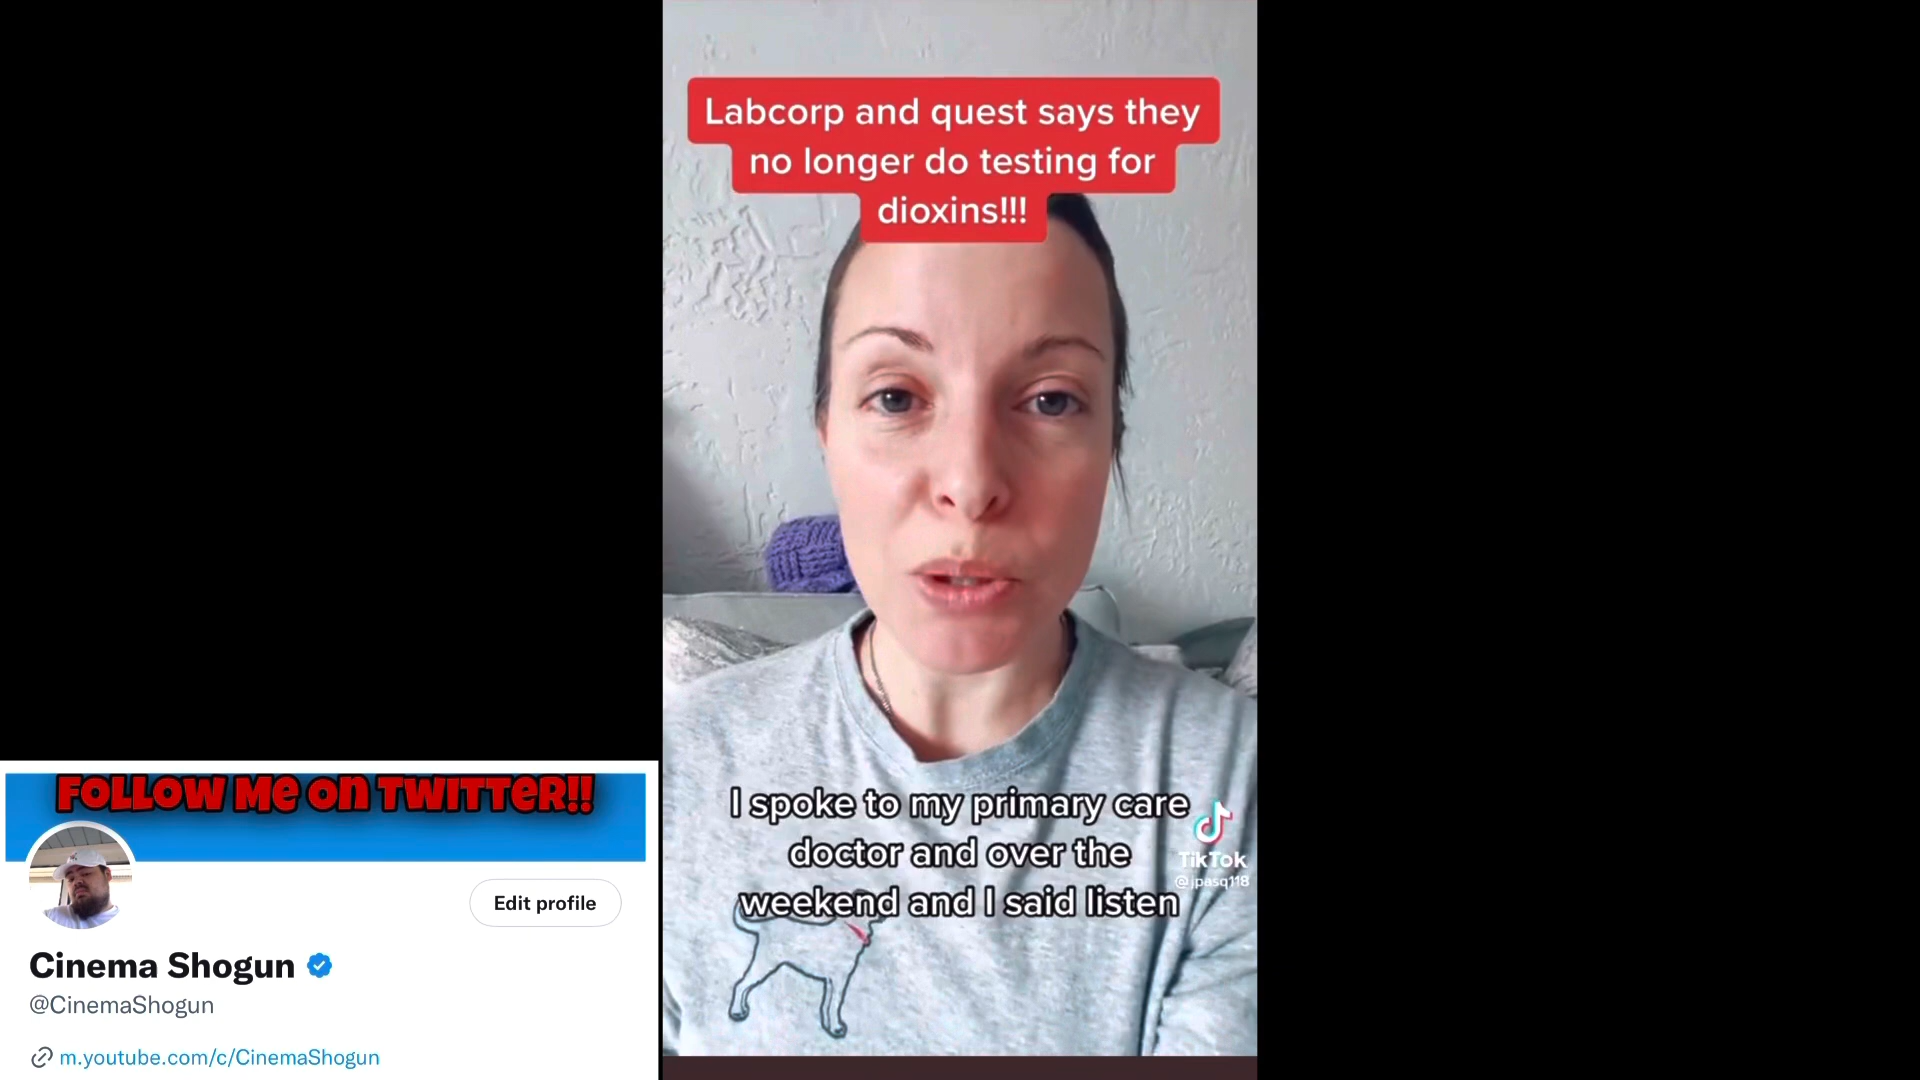 Labcorp and quest says they
no longer do testing for
dioxins!!!
I spoke to my primary care
doctor and over the
weekend and I said listen
TikTok
@jpasq118
FOLLOW ME ON TWITTER!!
Edit profile
Cinema Shogun
@CinemaShogun
m.youtube.com/c/CinemaShogun